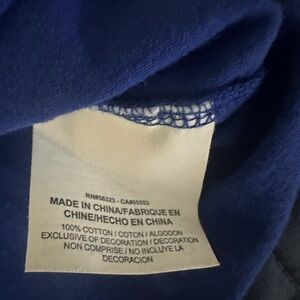 RN#56323 - CA#05553
MADE IN CHINA/FABRIQUE EN
CHINE/HECHO EN CHINA
100% COTTON / COTON / ALGODON
EXCLUSIVE OF DECORATION / DECORATION
NON COMPRISE / NO INCLUYE LA
DECORACION